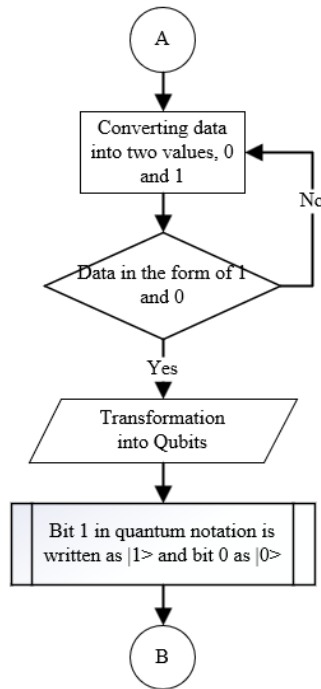 A
Converting data
into two values, 0
and 1
No
Data in the form of 1
and 0
Yes
Transformation
into Qubits
Bit 1 in quantum notation is
written as |1> and bit 0 as |0>
B